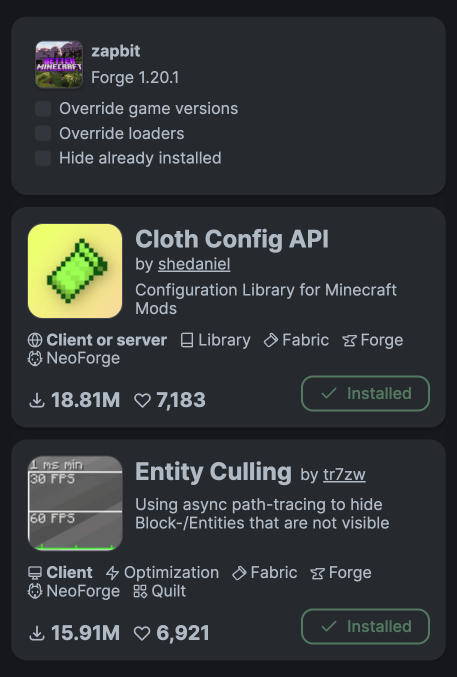 BETTER
MINECRAFT
zapbit
Forge 1.20.1
Override game versions
Override loaders
Hide already installed
Cloth Config API
by shedaniel
Configuration Library for Minecraft
Mods
Client or server Library Fabric Forge
NeoForge
18.81M 7,183
Installed
1 ms min
30 FPS
60 FPS
Entity Culling by tr7zw
Using async path-tracing to hide
Block-/Entities that are not visible
Client Optimization Fabric Forge
NeoForge Quilt
15.91M 6,921
Installed